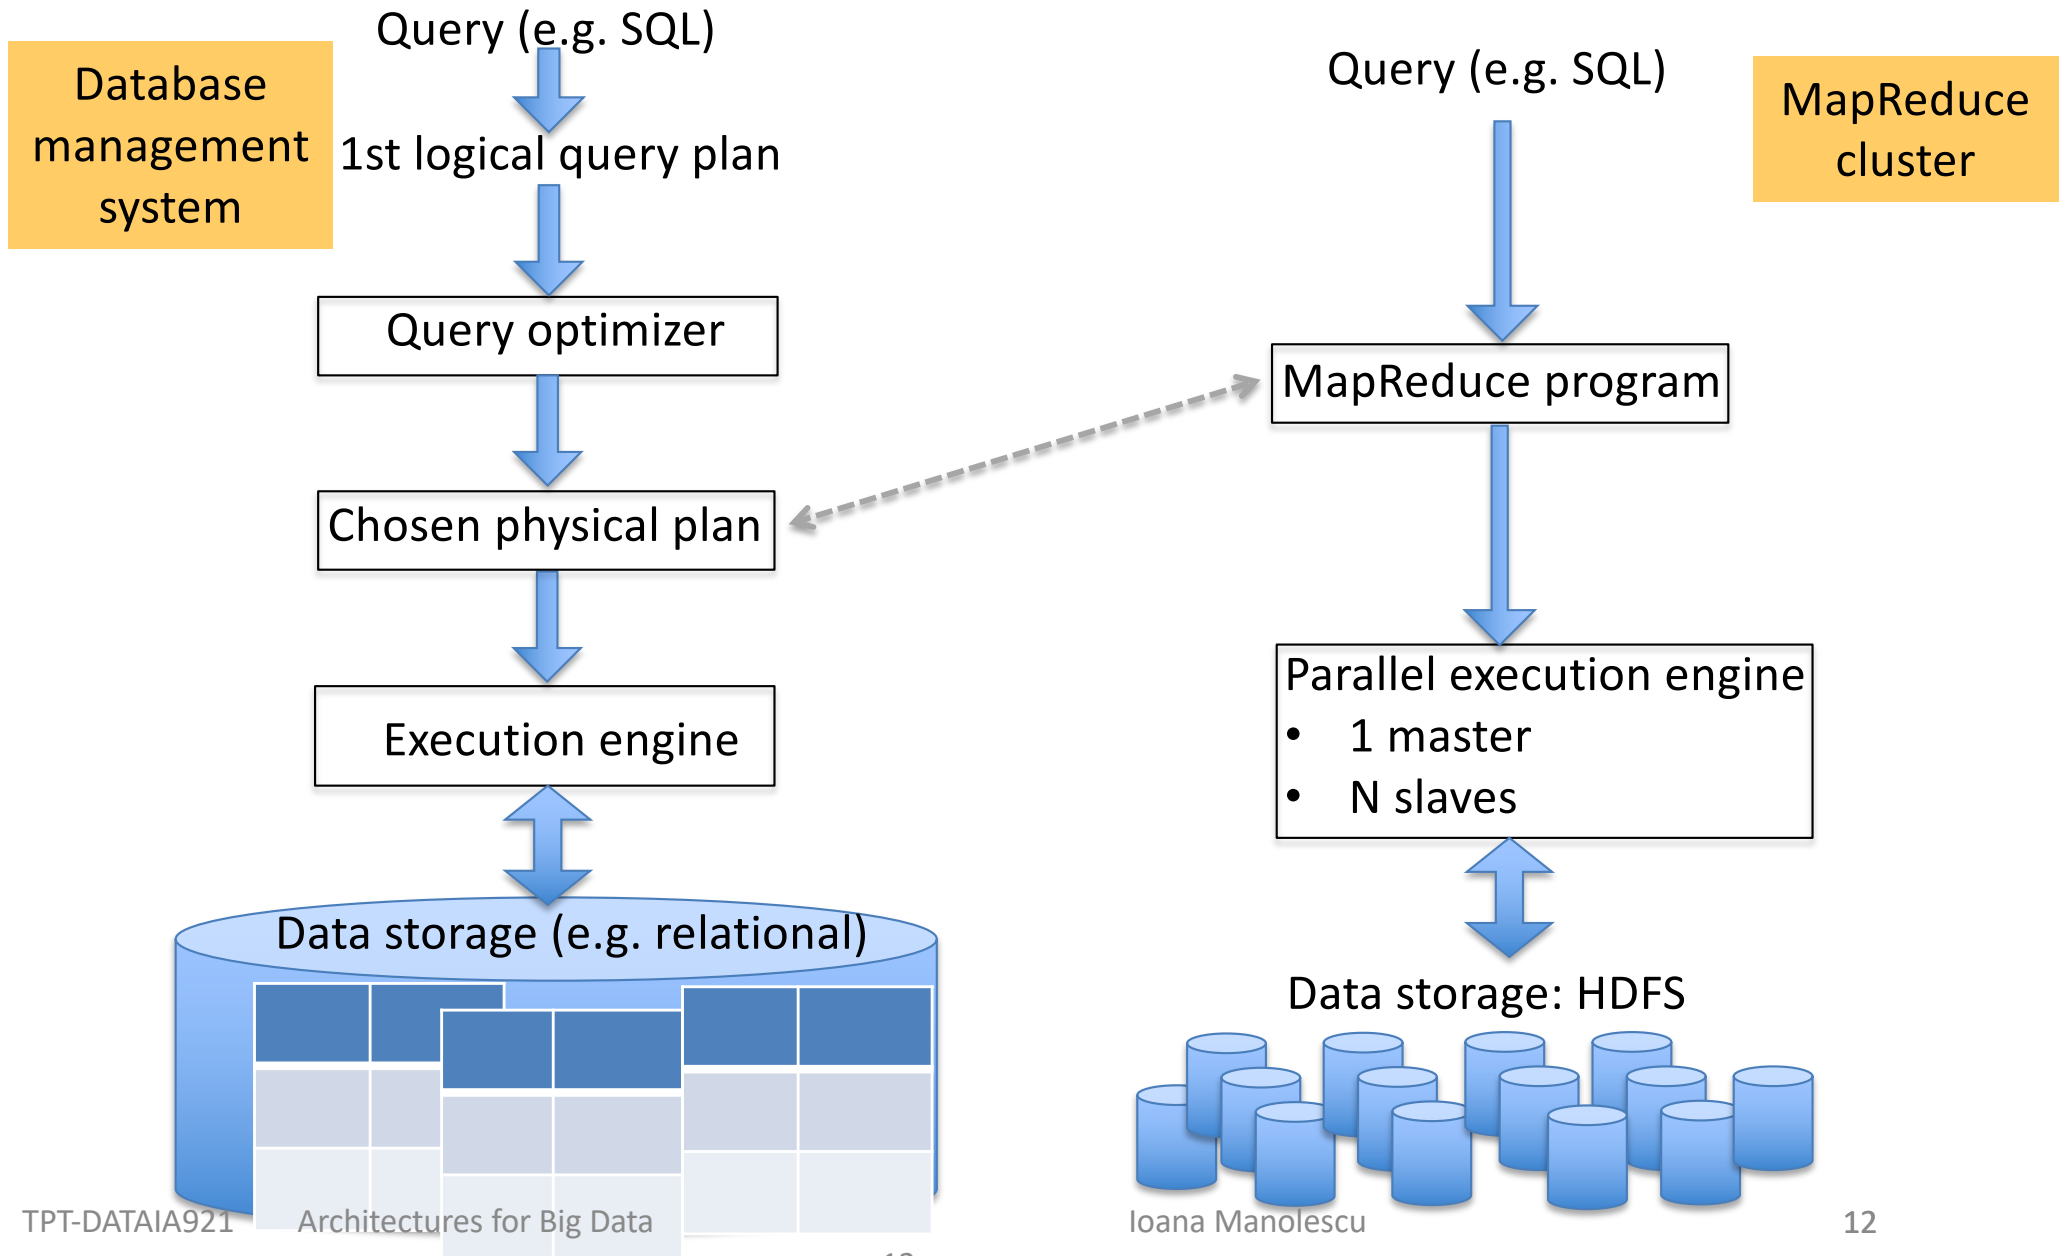 Query (e.g. SQL)
Database
management
system
1st logical query plan
Query optimizer
Chosen physical plan
Execution engine
Data storage (e.g. relational)
Query (e.g. SQL)
MapReduce
cluster
MapReduce program
Parallel execution engine
• 1 master
• N slaves
Data storage: HDFS
TPT-DATAIA921 Architectures for Big Data Ioana Manolescu 12